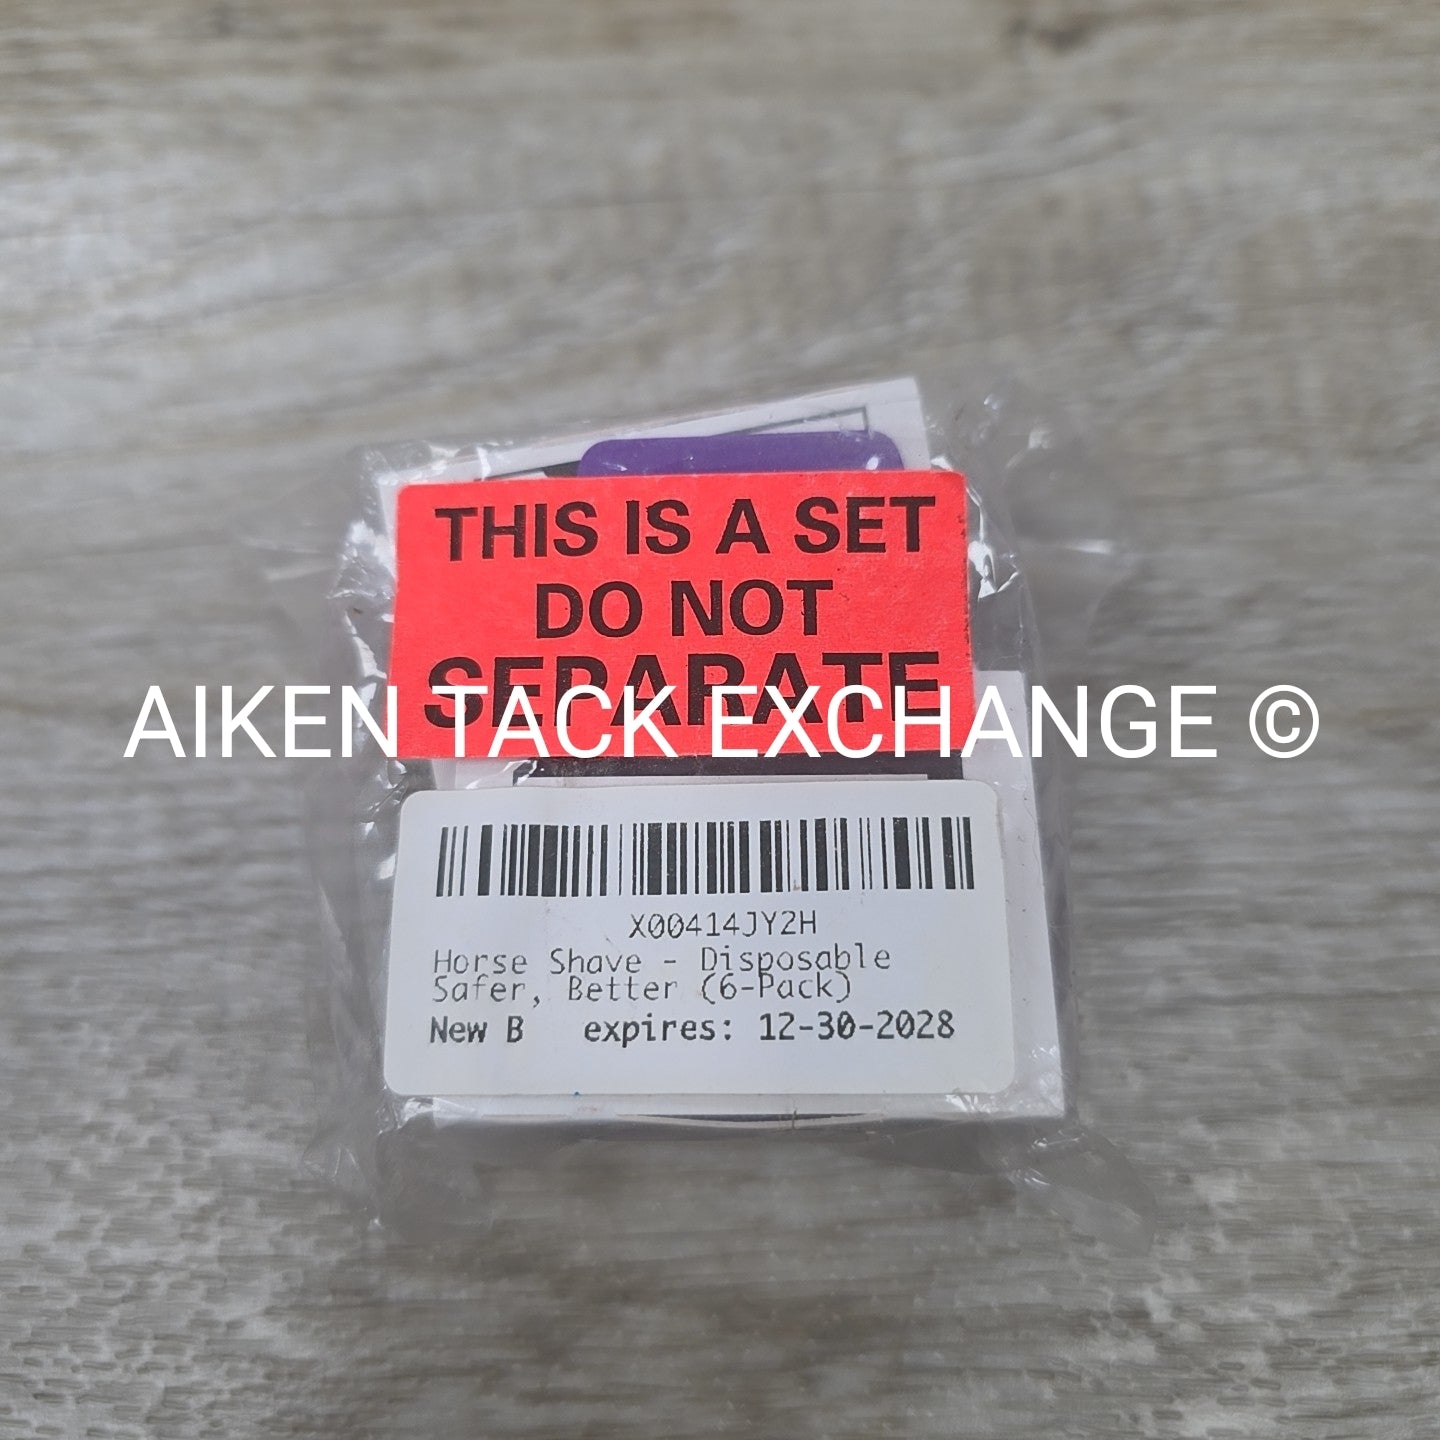 THIS IS A SET
DO NOT
SEPARATE
AIKEN TACK EXCHANGE ©
X00414JY2H
Horse Shave - Disposable
Safer, Better (6-Pack)
New B expires: 12-30-2028